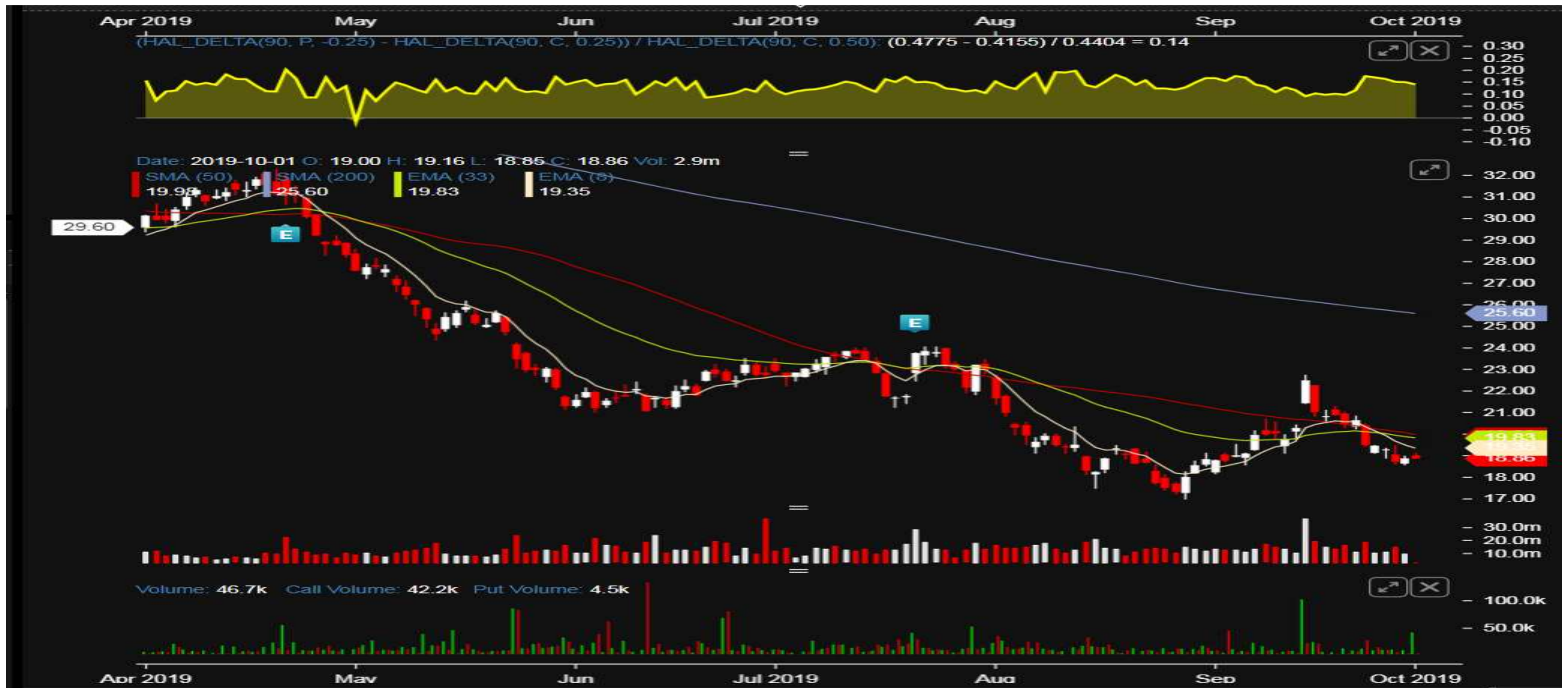 Apr 2019 May Jun Jul 2019 Aug Sep Oct 2019
(HAL_DELTA(90, P, -0.25) - HAL_DELTA(90, C, 0.25)) / HAL_DELTA(90, C, 0.50): (0.4775 - 0.4155) / 0.4404 = 0.14
0.30
0.25
0.20
0.15
0.10
0.05
0.00
-0.05
-0.10
Date: 2019-10-01 O: 19.00 H: 19.16 L: 18.85 C: 18.86 Vol: 2.9m
SMA (50) SMA (200) EMA (33) EMA (8)
25.60 19.83 19.35
32.00
31.00
30.00
29.60
E
29.00
28.00
27.00
26.00
25.60
25.00
E
24.00
23.00
22.00
21.00
19.83
18.86
18.00
17.00
30.0m
20.0m
10.0m
Volume: 46.7k Call Volume: 42.2k Put Volume: 4.5k
100.0k
50.0k
Apr 2019 May Jun Jul 2019 Aug Sep Oct 2019